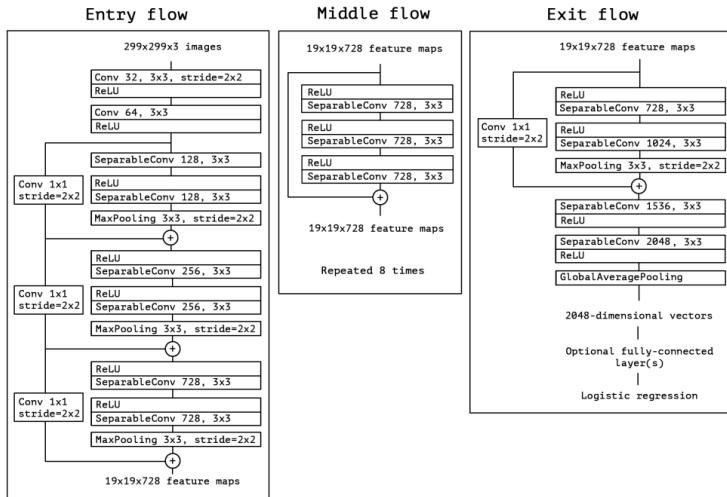 Entry flow
299x299x3 images
Conv 32, 3x3, stride=2x2
ReLU
Conv 64, 3x3
ReLU
SeparableConv 128, 3x3
Conv 1x1
stride=2x2
ReLU
SeparableConv 128, 3x3
MaxPooling 3x3, stride=2x2
+
ReLU
SeparableConv 256, 3x3
Conv 1x1
stride=2x2
ReLU
SeparableConv 256, 3x3
MaxPooling 3x3, stride=2x2
+
ReLU
SeparableConv 728, 3x3
Conv 1x1
stride=2x2
ReLU
SeparableConv 728, 3x3
MaxPooling 3x3, stride=2x2
+
19x19x728 feature maps
Middle flow
19x19x728 feature maps
ReLU
SeparableConv 728, 3x3
ReLU
SeparableConv 728, 3x3
ReLU
SeparableConv 728, 3x3
+
19x19x728 feature maps
Repeated 8 times
Exit flow
19x19x728 feature maps
ReLU
SeparableConv 728, 3x3
Conv 1x1
stride=2x2
ReLU
SeparableConv 1024, 3x3
MaxPooling 3x3, stride=2x2
+
SeparableConv 1536, 3x3
ReLU
SeparableConv 2048, 3x3
ReLU
GlobalAveragePooling
2048-dimensional vectors
Optional fully-connected
layer(s)
Logistic regression